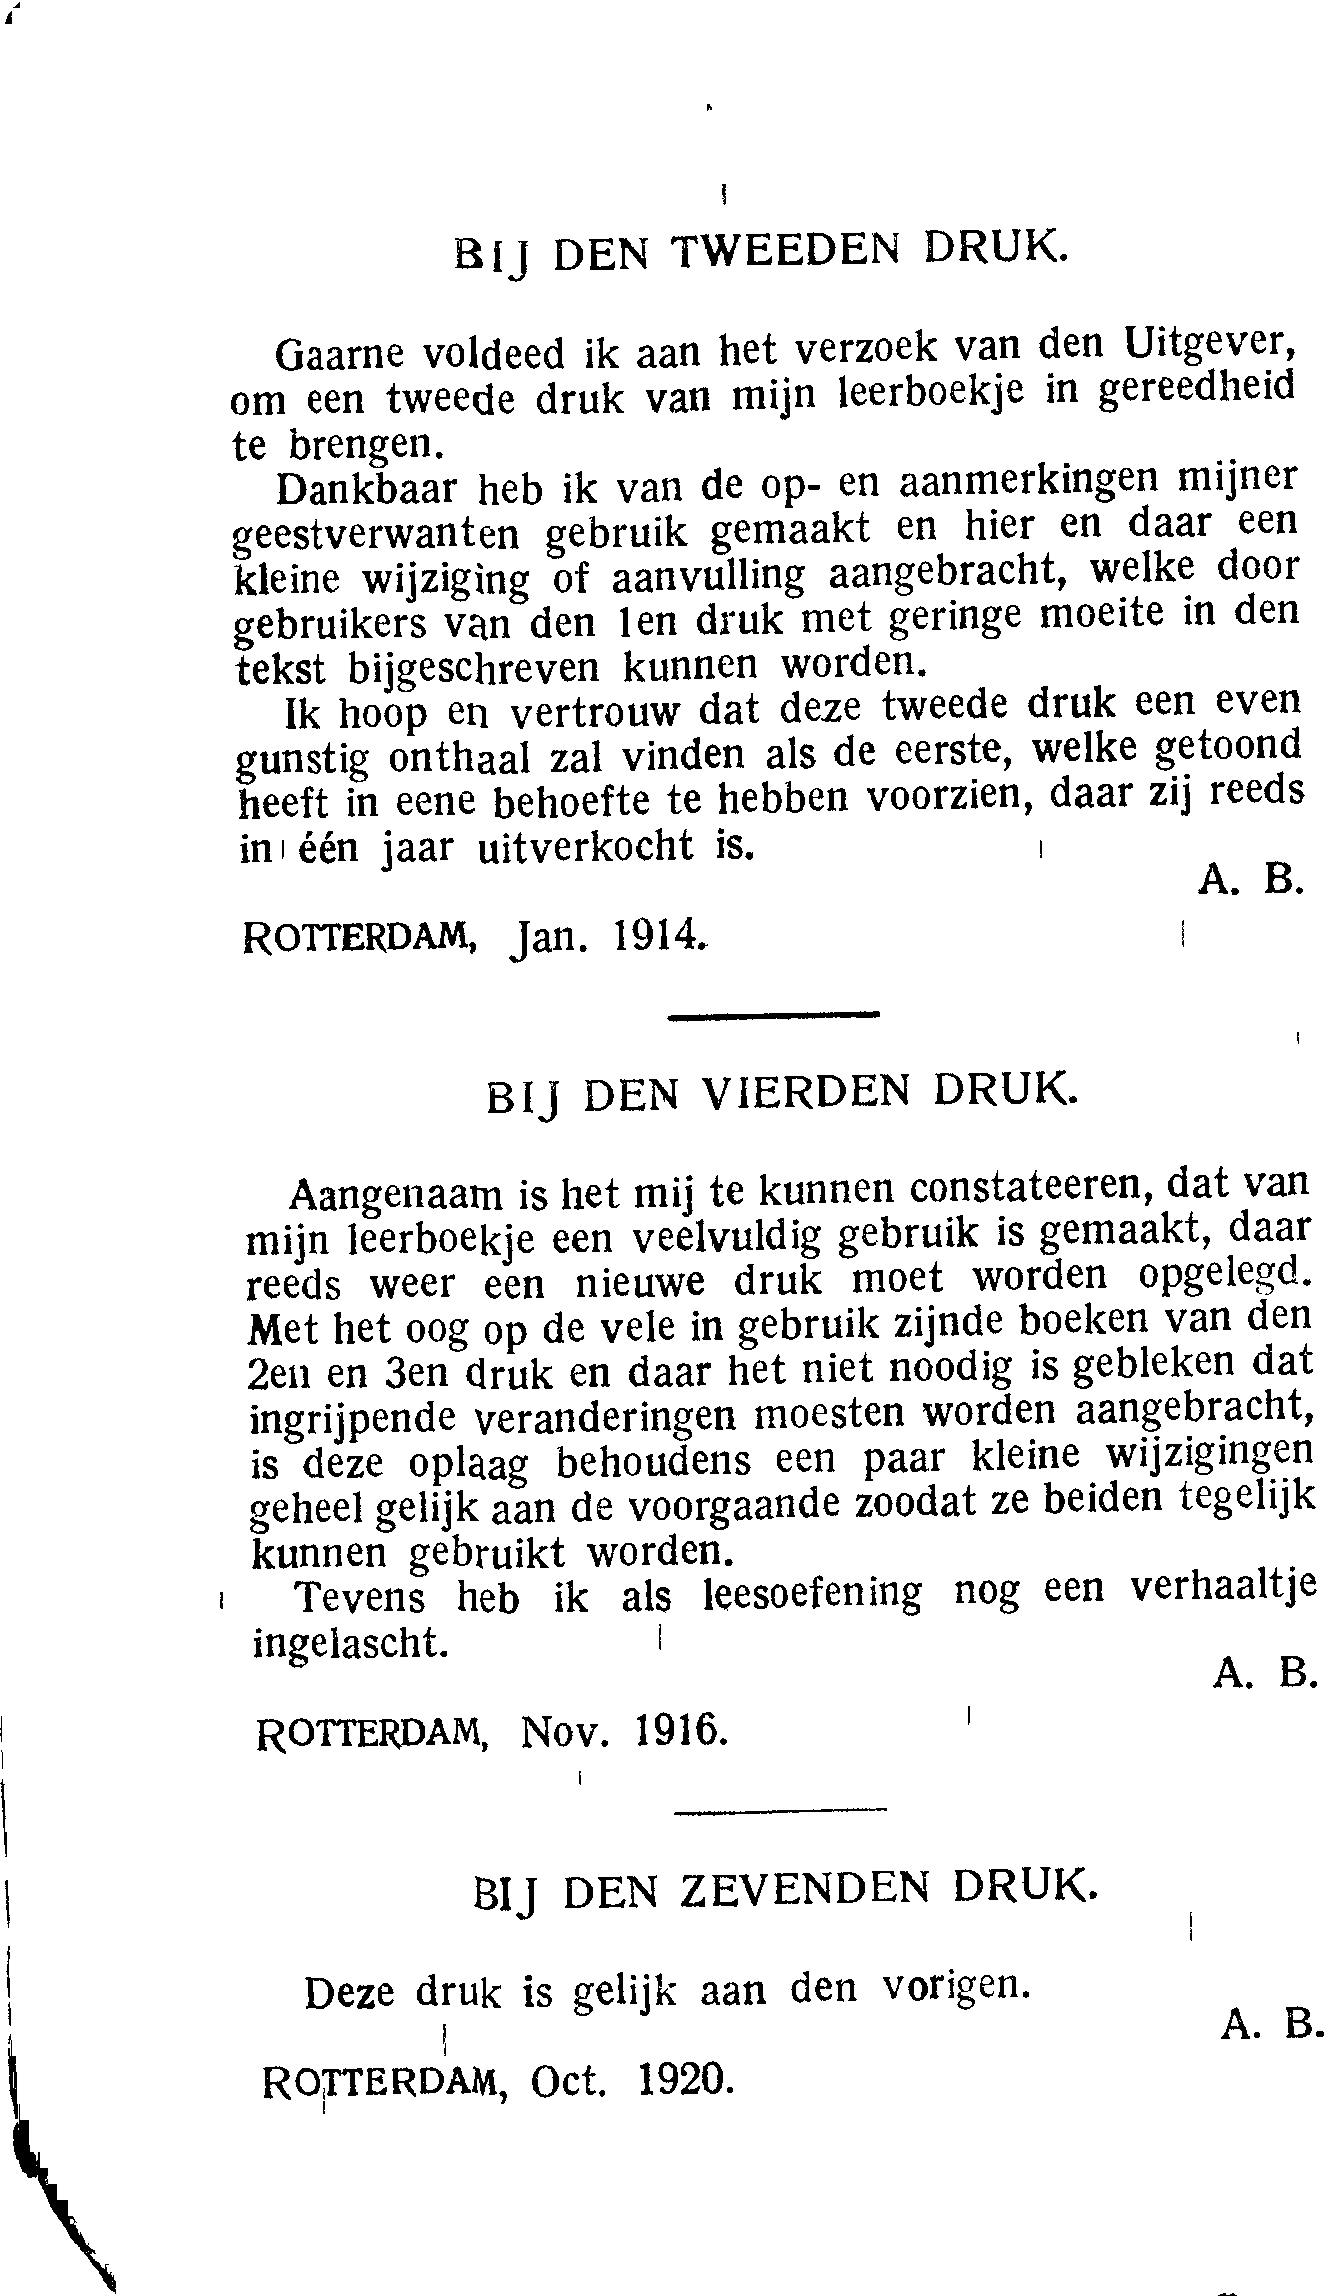 BIJ DEN TWEEDEN DRUK.
Gaarne voldeed ik aan het verzoek van den Uitgever,
om een tweede druk van mijn leerboekje in gereedheid
te brengen.
Dankbaar heb ik van de op- en aanmerkingen mijner
geestverwanten gebruik gemaakt en hier en daar een
kleine wijziging of aanvulling aangebracht, welke door
gebruikers van den 1en druk met geringe moeite in den
tekst bijgeschreven kunnen worden.
Ik hoop en vertrouw dat deze tweede druk een even
gunstig onthaal zal vinden als de eerste, welke getoond
heeft in eene behoefte te hebben voorzien, daar zij reeds
in één jaar uitverkocht is.
A. B.
ROTTERDAM, Jan. 1914.
BIJ DEN VIERDEN DRUK.
Aangenaam is het mij te kunnen constateeren, dat van
mijn leerboekje een veelvuldig gebruik is gemaakt, daar
reeds weer een nieuwe druk moet worden opgelegd.
Met het oog op de vele in gebruik zijnde boeken van den
2en en 3en druk en daar het niet noodig is gebleken dat
ingrijpende veranderingen moesten worden aangebracht,
is deze oplaag behoudens een paar kleine wijzigingen
geheel gelijk aan de voorgaande zoodat ze beiden tegelijk
kunnen gebruikt worden.
Tevens heb ik als leesoefening nog een verhaaltje
ingelascht.
A. B.
ROTTERDAM, Nov. 1916.
BIJ DEN ZEVENDEN DRUK.
Deze druk is gelijk aan den vorigen.
A. B.
ROTTERDAM, Oct. 1920.